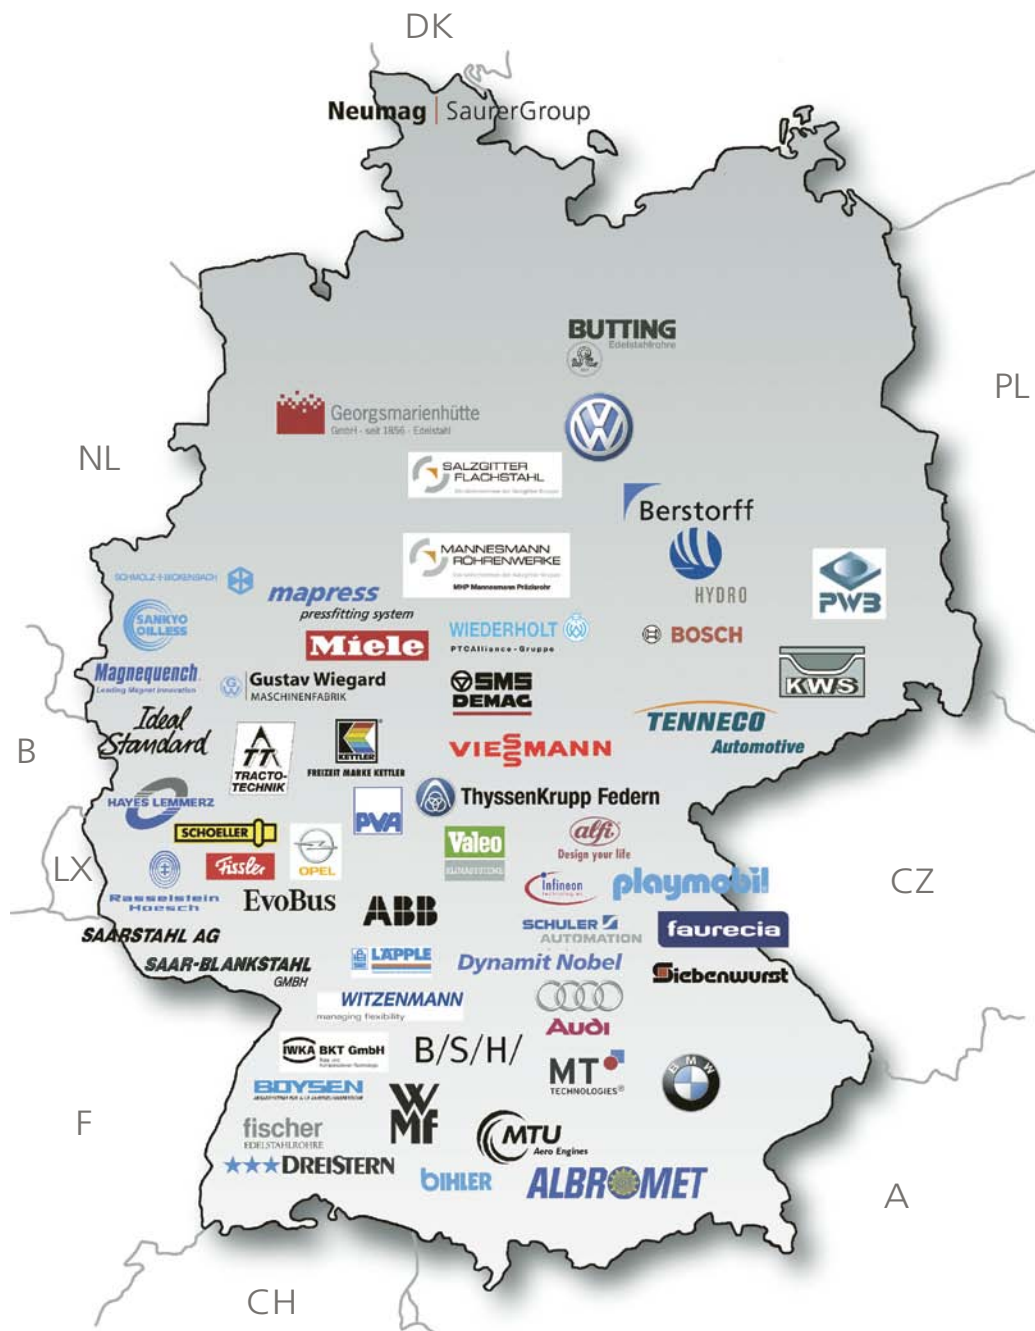 DK
Neumag | SaurerGroup
BUTTING
Edelstahlrohre
PL
Georgsmarienhütte
GmbH - seit 1856 - Edelstahl
NL
SALZGITTER
FLACHSTAHL
Berstorff
MANNESMANN
RÖHRENWERKE
MHP Mannesmann Präzisrohr
HYDRO
PWB
SCHMOLZ + BICKENBACH
mapress
pressfitting system
SANKYO
OILLESS
Miele
WIEDERHOLT
PTCAlliance - Gruppe
BOSCH
Magnequench
Leading Magnet Innovation
GW
Gustav Wiegard
MASCHINENFABRIK
SMS
DEMAG
KWS
Ideal
Standard
TT
TRACTO-
TECHNIK
KETTLER
FREIZEIT MARKE KETTLER
VIESSMANN
TENNECO
Automotive
B
HAYES LEMMERZ
PVA
ThyssenKrupp Federn
SCHOELLER
OPEL
Valeo
KLIMASYSTEME
alfi
Design your life
LX
Fissler
Infineon
technologies
playmobil
CZ
Rasselstein
Hoesch
EvoBus
ABB
SCHULER
AUTOMATION
faurecia
SAARSTAHL AG
SAAR-BLANKSTAHL
GMBH
LÄPPLE
Dynamit Nobel
Siebenwurst
WITZENMANN
managing flexibility
Audi
IWKA BKT GmbH
B/S/H/
MT
TECHNOLOGIES®
BMW
BOYSEN
WMF
F
fischer
EDELSTAHLROHRE
MTU
Aero Engines
DREISTERN
BIHLER
ALBROMET
A
CH